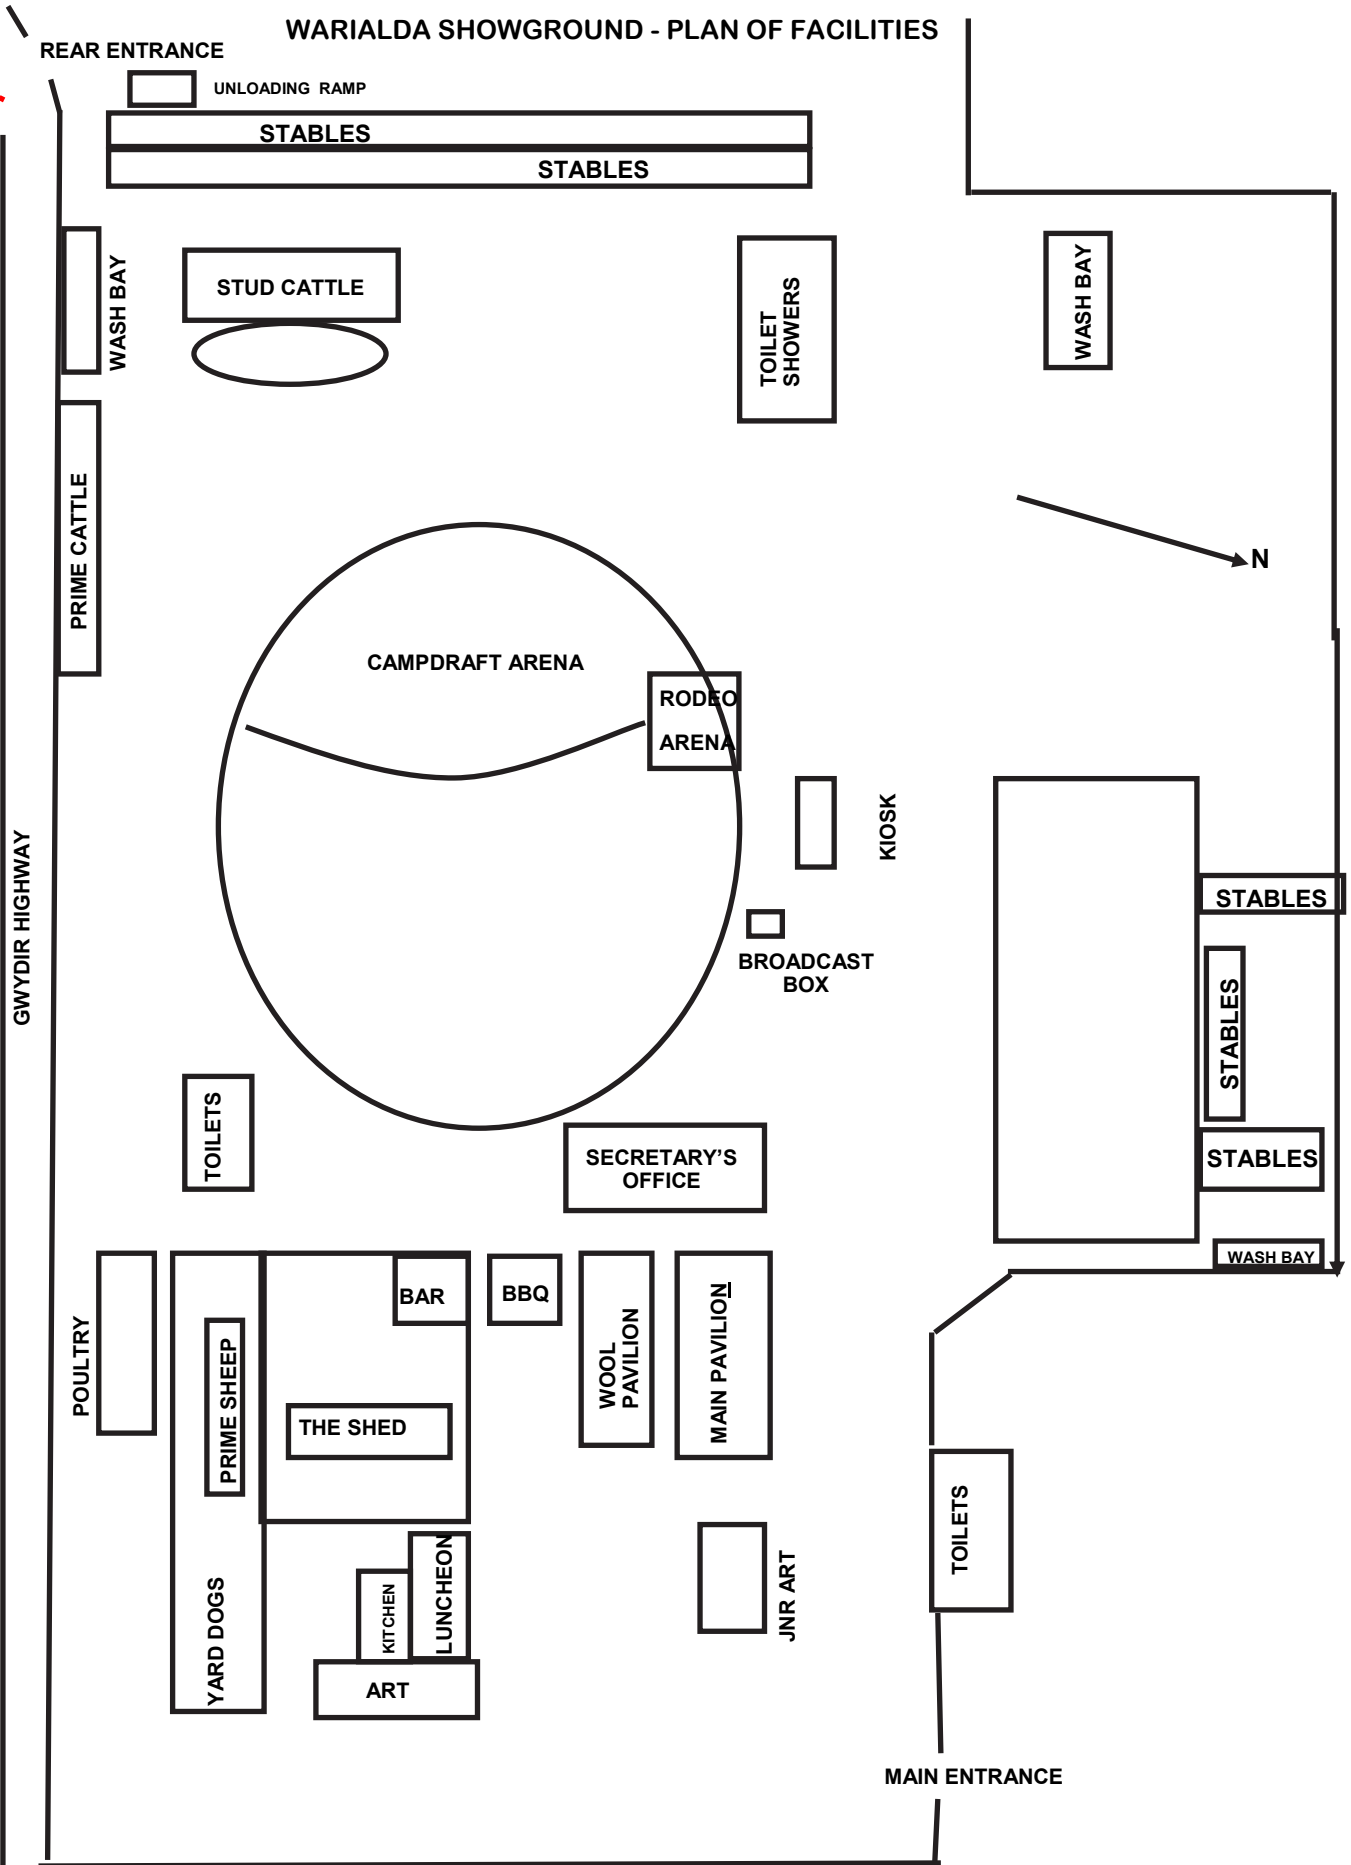 WARIALDA SHOWGROUND - PLAN OF FACILITIES
REAR ENTRANCE
UNLOADING RAMP
STABLES
STABLES
WASH BAY
STUD CATTLE
TOILET
SHOWERS
WASH BAY
PRIME CATTLE
N
CAMPDRAFT ARENA
RODEO
ARENA
KIOSK
GWYDIR HIGHWAY
STABLES
BROADCAST
BOX
STABLES
TOILETS
SECRETARY'S
OFFICE
STABLES
WASH BAY
POULTRY
PRIME SHEEP
BAR
BBQ
WOOL
PAVILION
MAIN PAVILION
THE SHED
TOILETS
YARD DOGS
KITCHEN
LUNCHEON
JNR ART
ART
MAIN ENTRANCE